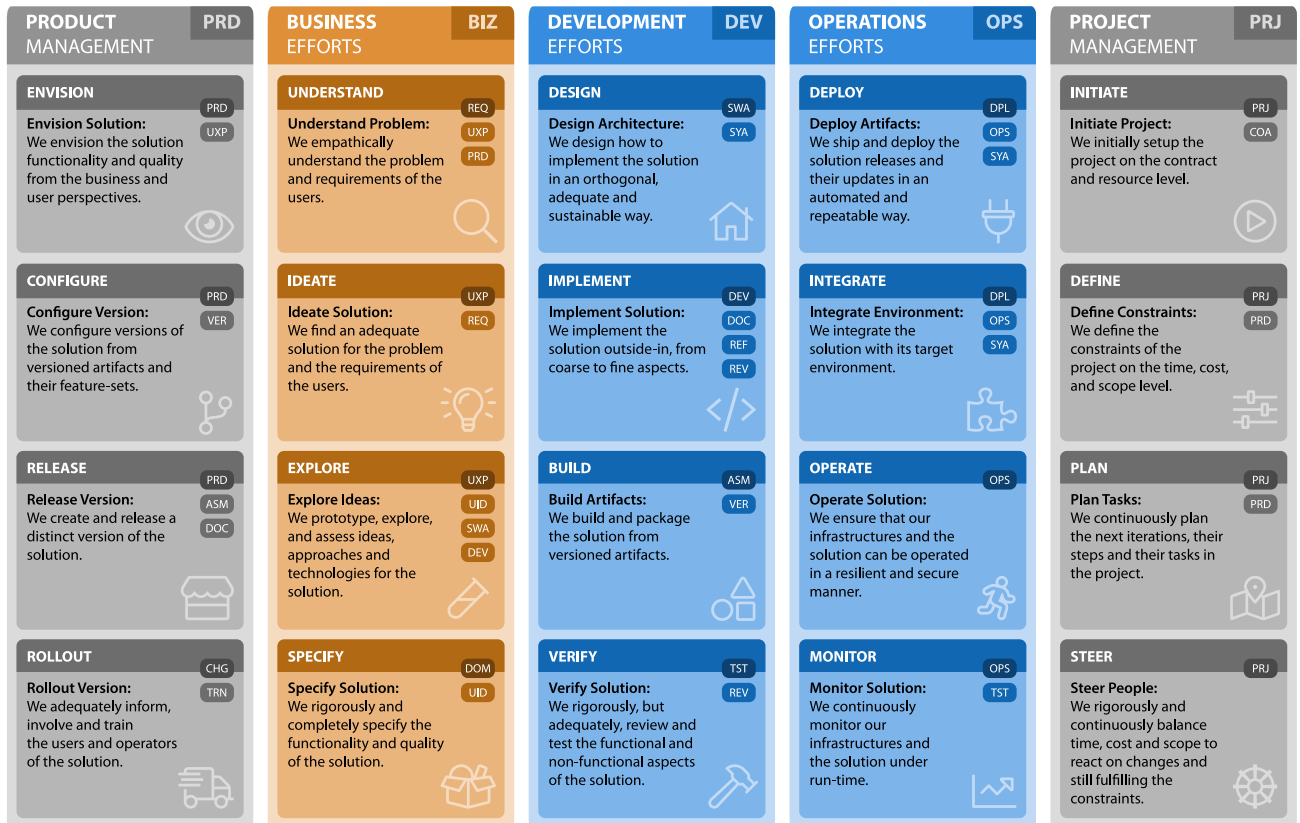 PRODUCT
MANAGEMENT
PRD
ENVISION
PRD
UXP
Envision Solution:
We envision the solution
functionality and quality
from the business and
user perspectives.
CONFIGURE
PRD
VER
Configure Version:
We configure versions of
the solution from
versioned artifacts and
their feature-sets.
RELEASE
PRD
ASM
DOC
Release Version:
We create and release a
distinct version of the
solution.
ROLLOUT
CHG
TRN
Rollout Version:
We adequately inform,
involve and train
the users and operators
of the solution.
BUSINESS
EFFORTS
BIZ
UNDERSTAND
REQ
UXP
PRD
Understand Problem:
We empathically
understand the problem
and requirements of the
users.
IDEATE
UXP
REQ
Ideate Solution:
We find an adequate
solution for the problem
and the requirements of
the users.
EXPLORE
UXP
UID
SWA
DEV
Explore Ideas:
We prototype, explore,
and assess ideas,
approaches and
technologies for the
solution.
SPECIFY
DOM
UID
Specify Solution:
We rigorously and
completely specify the
functionality and quality
of the solution.
DEVELOPMENT
EFFORTS
DEV
DESIGN
SWA
SYA
Design Architecture:
We design how to
implement the solution
in an orthogonal,
adequate and
sustainable way.
IMPLEMENT
DEV
DOC
REF
REV
Implement Solution:
We implement the
solution outside-in, from
coarse to fine aspects.
BUILD
ASM
VER
Build Artifacts:
We build and package
the solution from
versioned artifacts.
VERIFY
TST
REV
Verify Solution:
We rigorously, but
adequately, review and
test the functional and
non-functional aspects
of the solution.
OPERATIONS
EFFORTS
OPS
DEPLOY
DPL
OPS
SYA
Deploy Artifacts:
We ship and deploy the
solution releases and
their updates in an
automated and
repeatable way.
INTEGRATE
DPL
OPS
SYA
Integrate Environment:
We integrate the
solution with its target
environment.
OPERATE
OPS
Operate Solution:
We ensure that our
infrastructures and the
solution can be operated
in a resilient and secure
manner.
MONITOR
OPS
TST
Monitor Solution:
We continuously
monitor our
infrastructures and
the solution under
run-time.
PROJECT
MANAGEMENT
PRJ
INITIATE
PRJ
COA
Initiate Project:
We initially setup the
project on the contract
and resource level.
DEFINE
PRJ
PRD
Define Constraints:
We define the
constraints of the
project on the time, cost,
and scope level.
PLAN
PRJ
PRD
Plan Tasks:
We continuously plan
the next iterations, their
steps and their tasks in
the project.
STEER
PRJ
Steer People:
We rigorously and
continuously balance
time, cost and scope to
react on changes and
still fulfilling the
constraints.